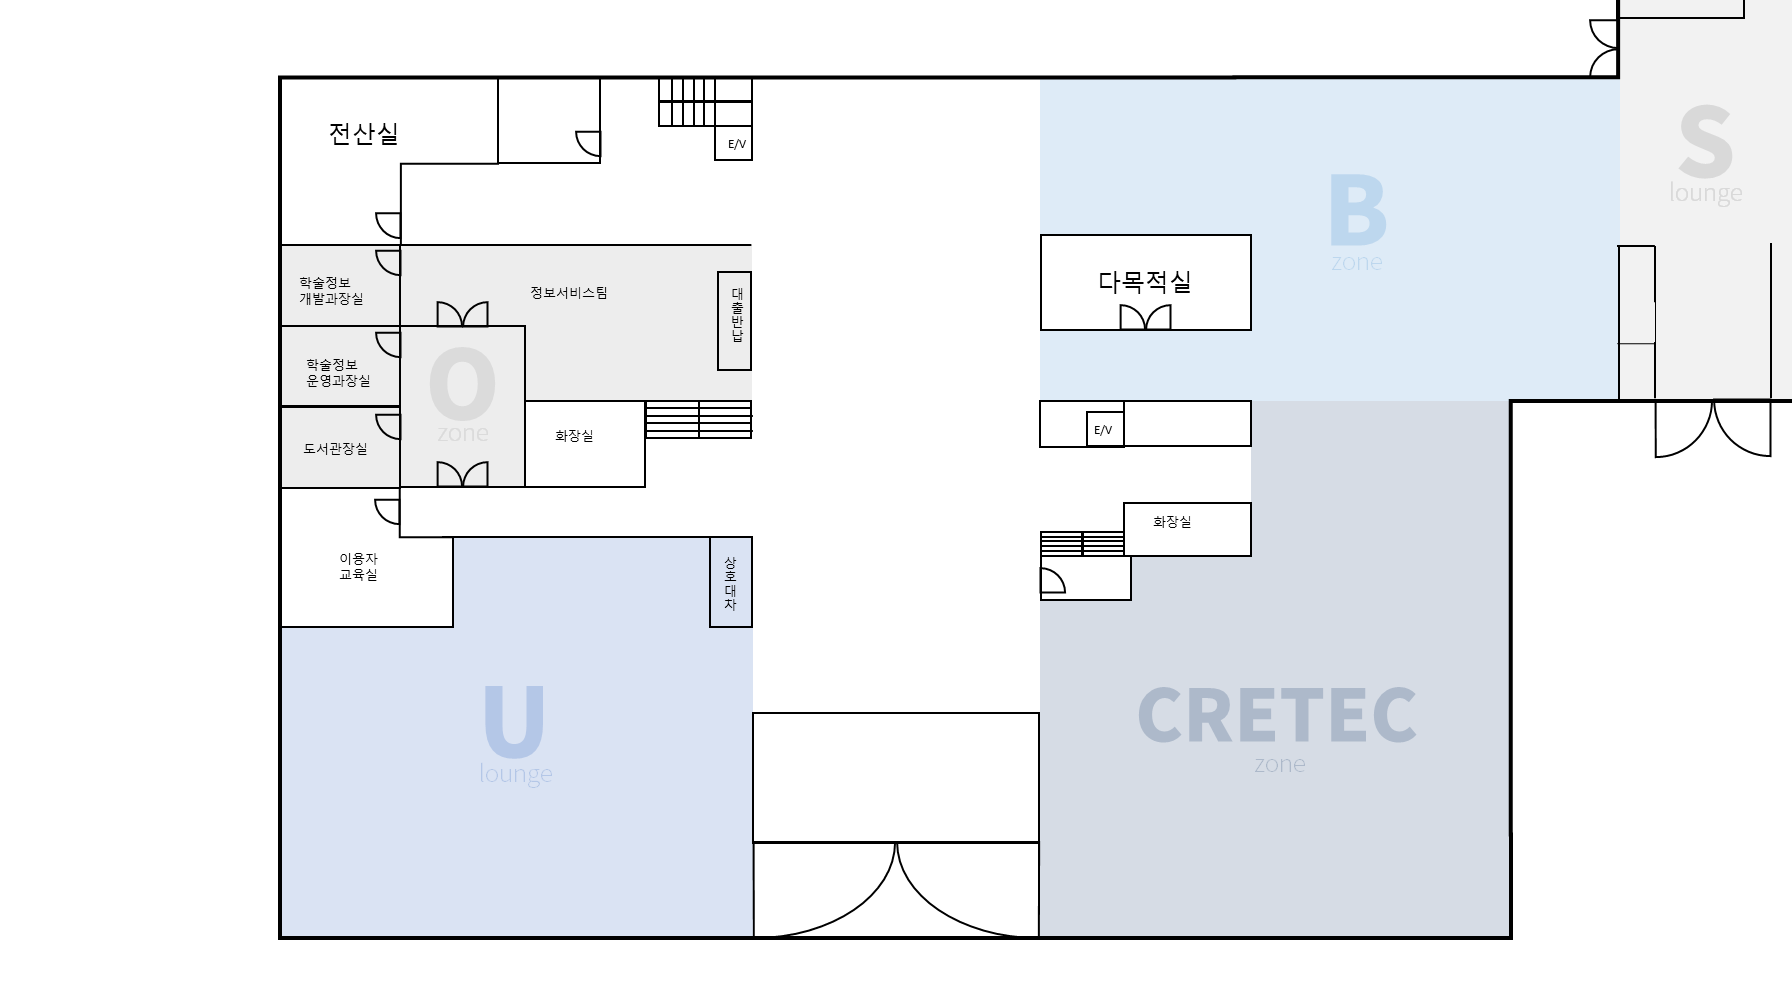 전산실
E/V
S
lounge
B
zone
학술정보
개발과장실
정보서비스팀
대
출
반
납
다목적실
학술정보
운영과장실
O
zone
도서관장실
화장실
E/V
화장실
이용자
교육실
상
호
대
차
U
lounge
CRETEC
zone